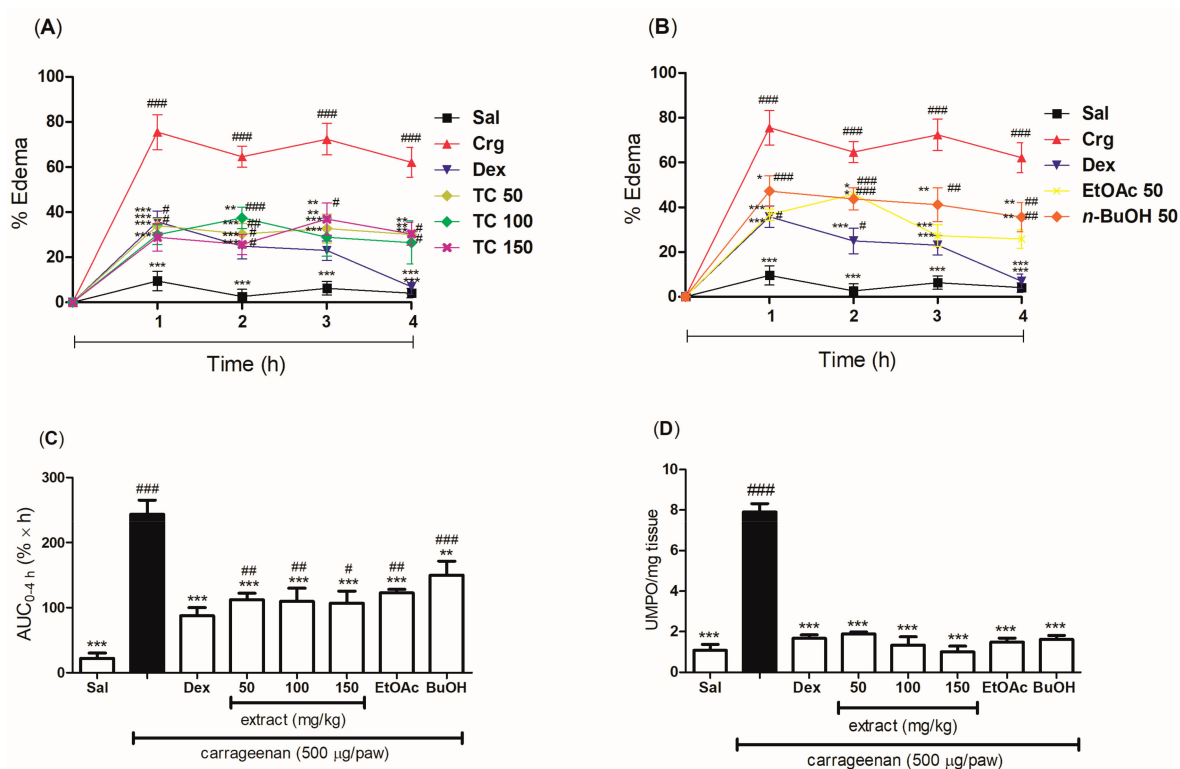 (A)
% Edema
100
80
60
40
20
0
1
2
3
4
Time (h)
###
###
###
###
***
***
***
***
Sal
Crg
Dex
TC 50
TC 100
TC 150
(B)
% Edema
100
80
60
40
20
0
1
2
3
4
Time (h)
###
###
###
###
* ###
** ##
***
***
***
Sal
Crg
Dex
EtOAc 50
n-BuOH 50
(C)
AUC0-4 h (% × h)
300
200
100
0
***
###
***
##
***
##
***
#
***
##
***
###
**
Sal
Dex
50
100
150
EtOAc
BuOH
extract (mg/kg)
carrageenan (500 µg/paw)
(D)
UMPO/mg tissue
10
8
6
4
2
0
***
###
***
***
***
***
***
***
Sal
Dex
50
100
150
EtOAc
BuOH
extract (mg/kg)
carrageenan (500 µg/paw)